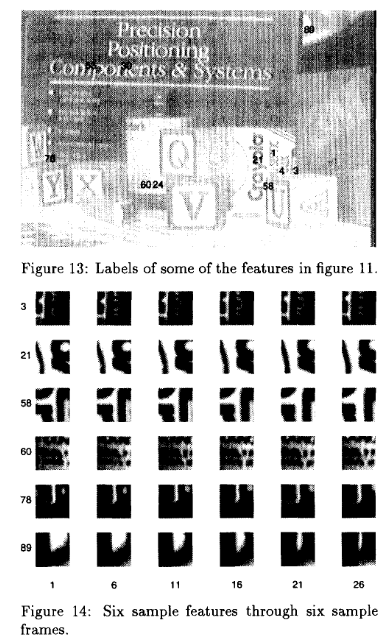 Precision
Positioning
Components & Systems
89
30
M
78
Q
1
21
crayola
4 3
Y X
60 24
58
V
U
Figure 13: Labels of some of the features in figure 11.
3
21
58
60
78
89
1 6 11 16 21 26
Figure 14: Six sample features through six sample
frames.